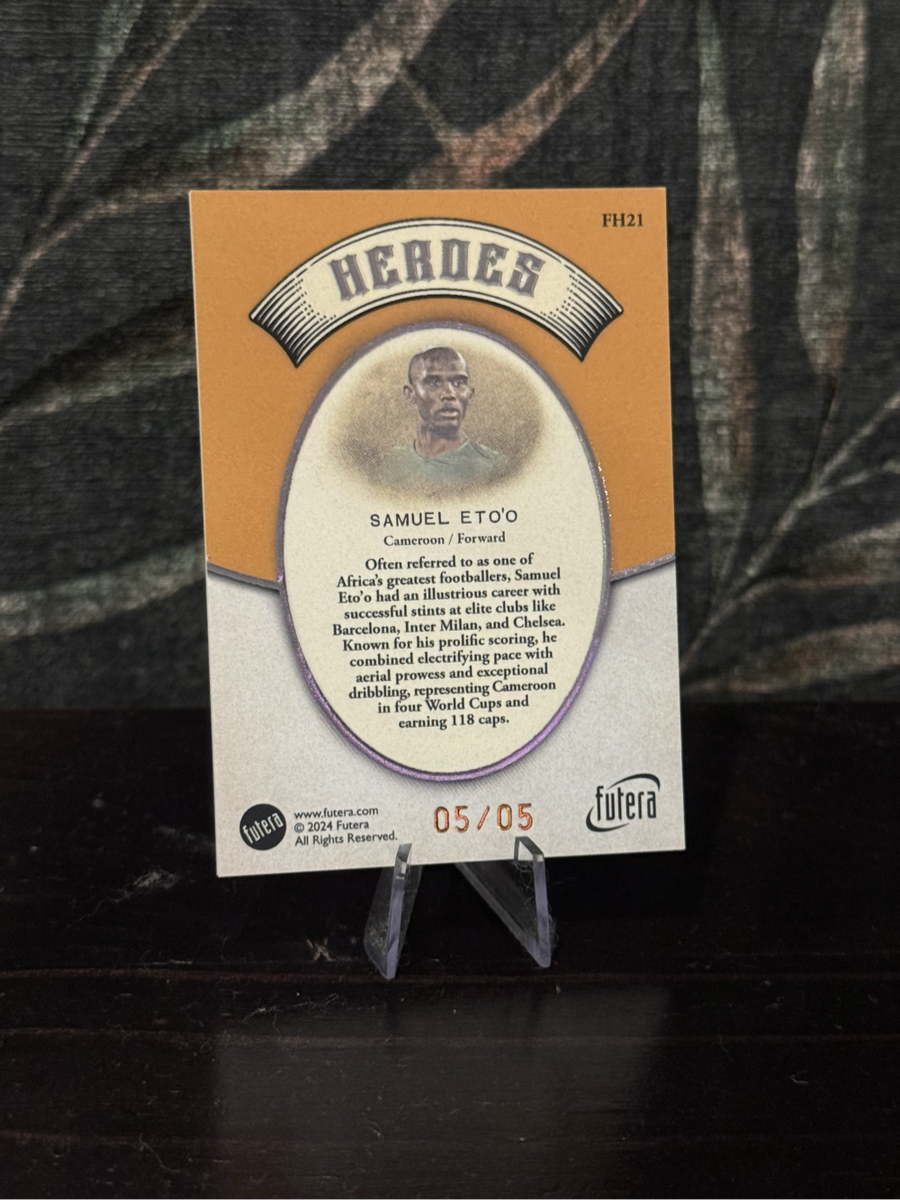 FH21
HEROES
SAMUEL ETO'O
Cameroon / Forward
Often referred to as one of
Africa's greatest footballers, Samuel
Eto'o had an illustrious career with
successful stints at elite clubs like
Barcelona, Inter Milan, and Chelsea.
Known for his prolific scoring, he
combined electrifying pace with
aerial prowess and exceptional
dribbling, representing Cameroon
in four World Cups and
earning 118 caps.
futera
www.futera.com
© 2024 Futera
All Rights Reserved.
05/05
futera